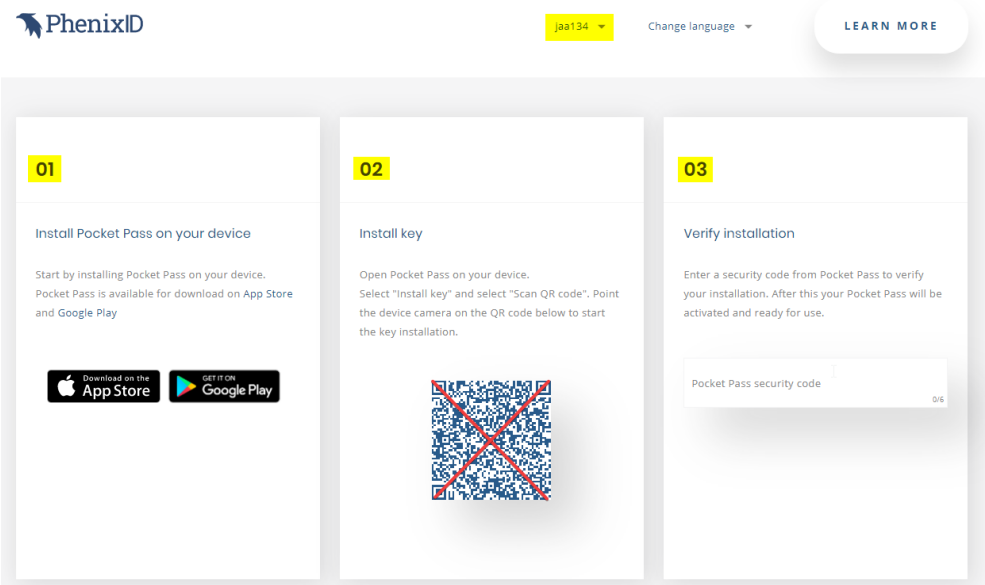 PhenixID
jaa134
Change language
LEARN MORE
01
Install Pocket Pass on your device
Start by installing Pocket Pass on your device.
Pocket Pass is available for download on App Store
and Google Play
Download on the
App Store
GET IT ON
Google Play
02
Install key
Open Pocket Pass on your device.
Select "Install key" and select "Scan QR code". Point
the device camera on the QR code below to start
the key installation.
03
Verify installation
Enter a security code from Pocket Pass to verify
your installation. After this your Pocket Pass will be
activated and ready for use.
Pocket Pass security code
0/6